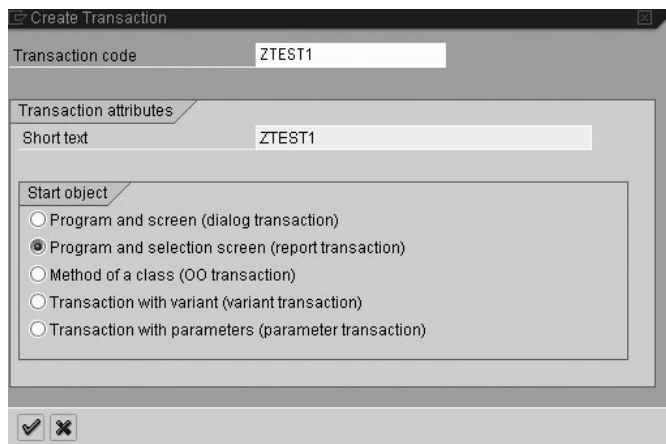 Create Transaction
Transaction code ZTEST1
Transaction attributes
Short text ZTEST1
Start object
Program and screen (dialog transaction)
Program and selection screen (report transaction)
Method of a class (OO transaction)
Transaction with variant (variant transaction)
Transaction with parameters (parameter transaction)